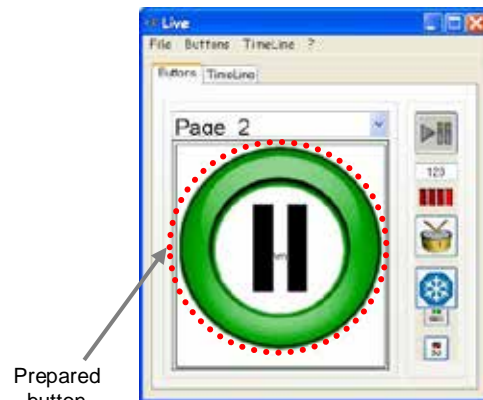 Live
File Buttons TimeLine ?
Buttons TimeLine
Page 2
123
Prepared
button